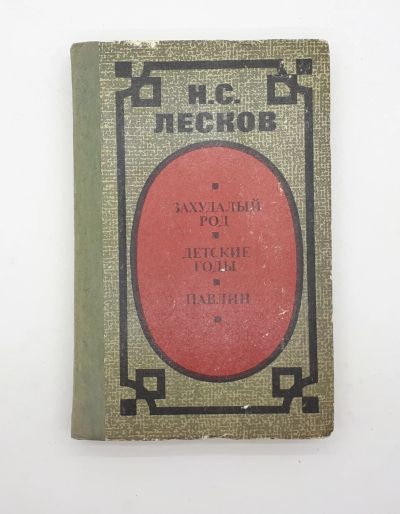 Н.С.
ЛЕСКОВ
ЗАХУДАЛЫЙ
РОД
ДЕТСКИЕ
ГОДЫ
ПАВЛИН